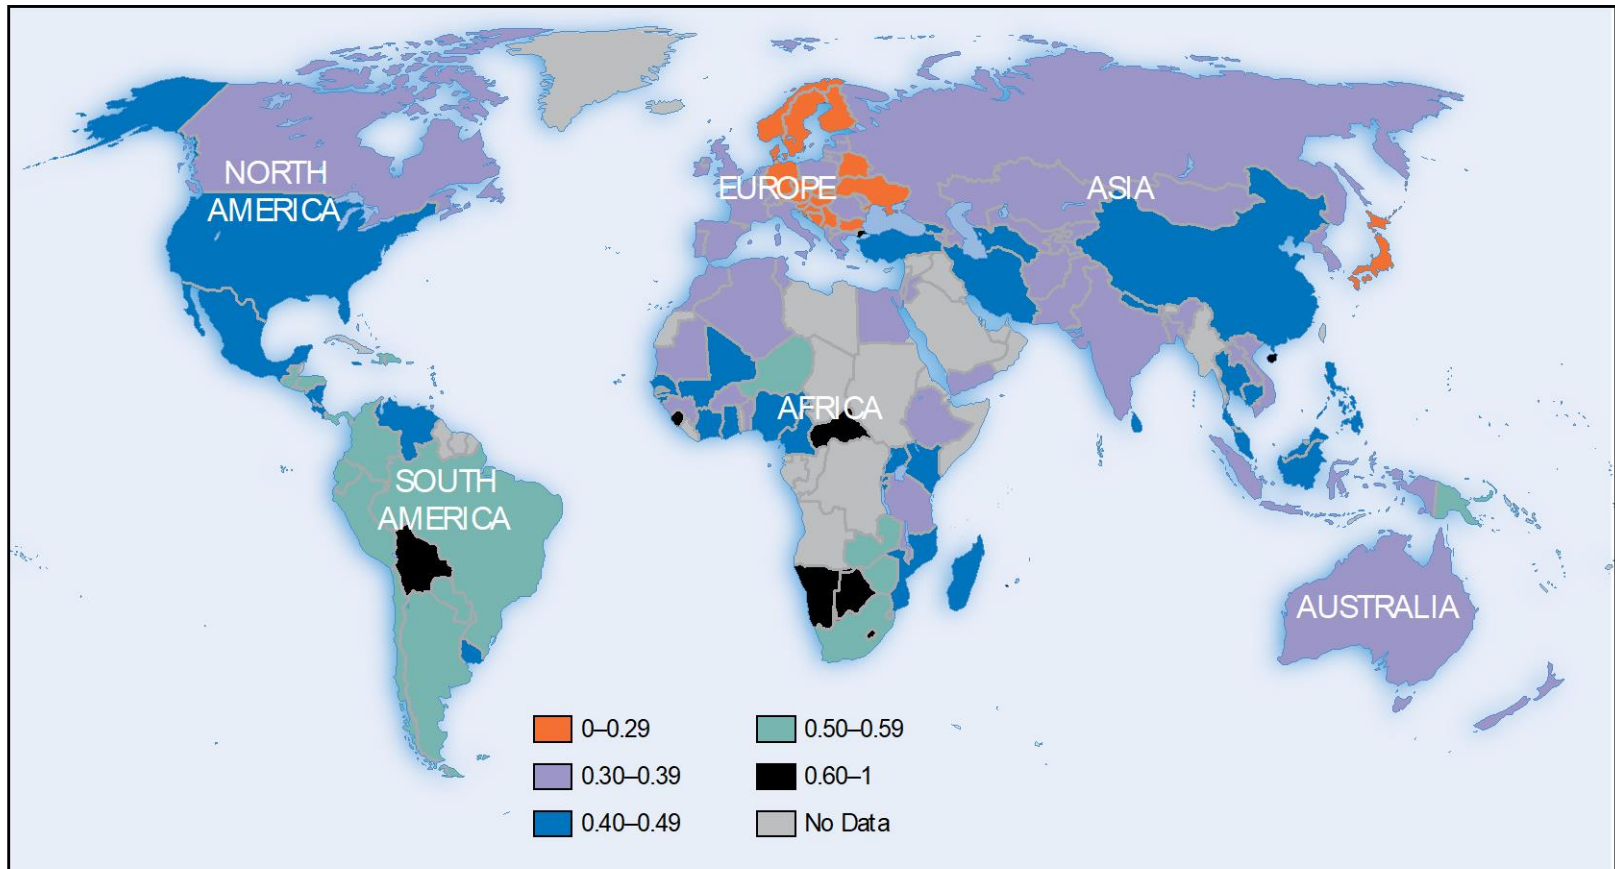 NORTH
AMERICA
EUROPE
ASIA
AFRICA
SOUTH
AMERICA
AUSTRALIA
0–0.29
0.30–0.39
0.40–0.49
0.50–0.59
0.60–1
No Data